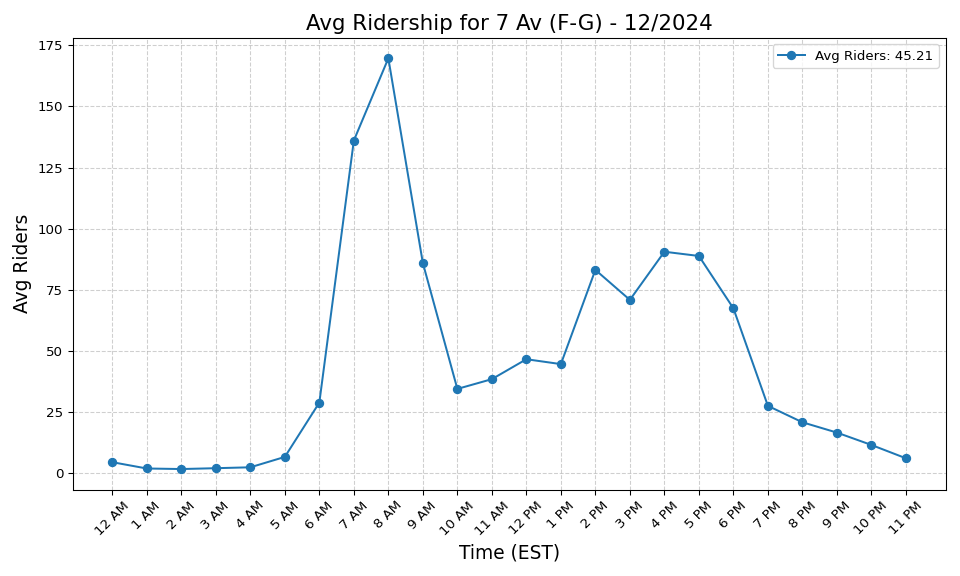 Avg Ridership for 7 Av (F-G) - 12/2024
Avg Riders: 45.21
Avg Riders
175
150
125
100
75
50
25
0
12 AM 1 AM 2 AM 3 AM 4 AM 5 AM 6 AM 7 AM 8 AM 9 AM 10 AM 11 AM 12 PM 1 PM 2 PM 3 PM 4 PM 5 PM 6 PM 7 PM 8 PM 9 PM 10 PM 11 PM
Time (EST)